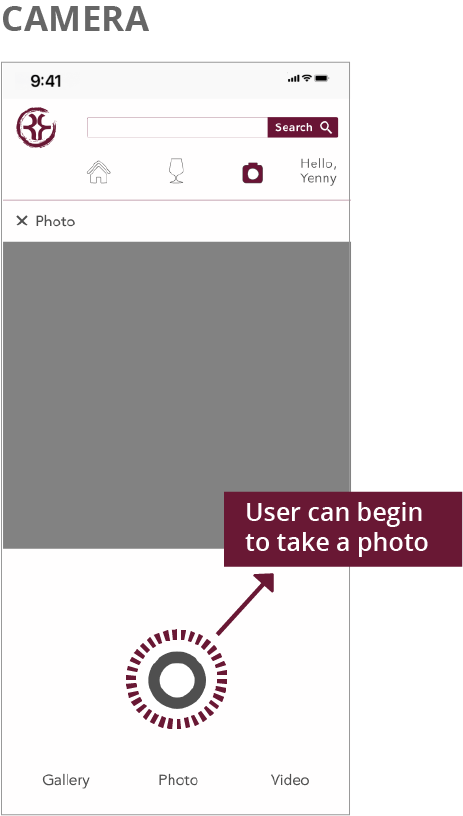 CAMERA
9:41
Search
Hello,
Yenny
Photo
User can begin
to take a photo
Gallery Photo Video